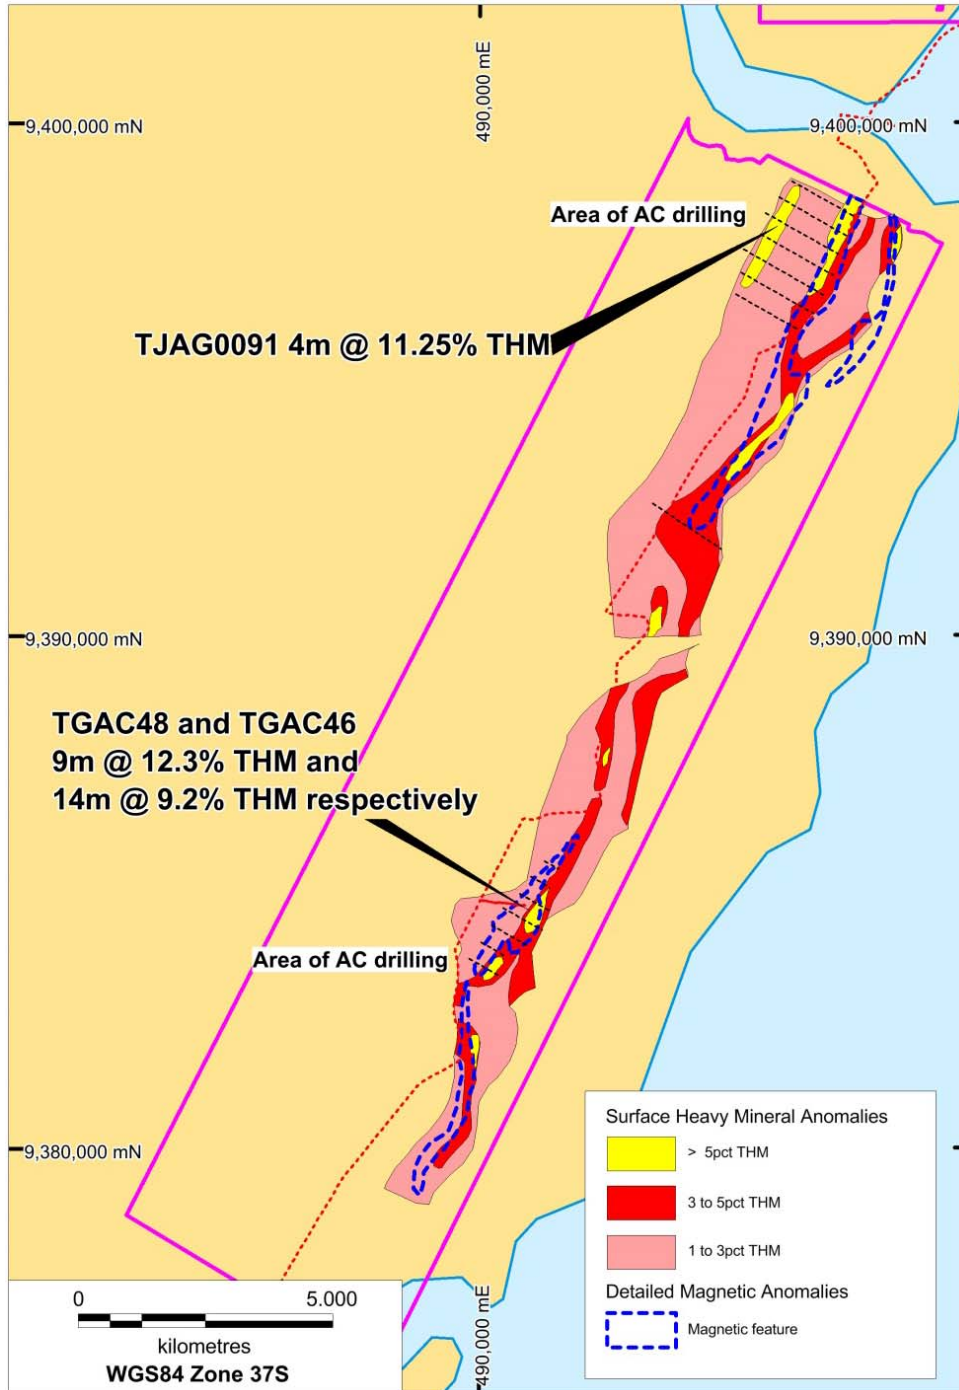 490,000 mE
9,400,000 mN
9,400,000 mN
Area of AC drilling
TJAG0091 4m @ 11.25% THM
9,390,000 mN
9,390,000 mN
TGAC48 and TGAC46
9m @ 12.3% THM and
14m @ 9.2% THM respectively
Area of AC drilling
9,380,000 mN
Surface Heavy Mineral Anomalies
> 5pct THM
3 to 5pct THM
1 to 3pct THM
Detailed Magnetic Anomalies
Magnetic feature
0 5.000
kilometres
WGS84 Zone 37S
490,000 mE